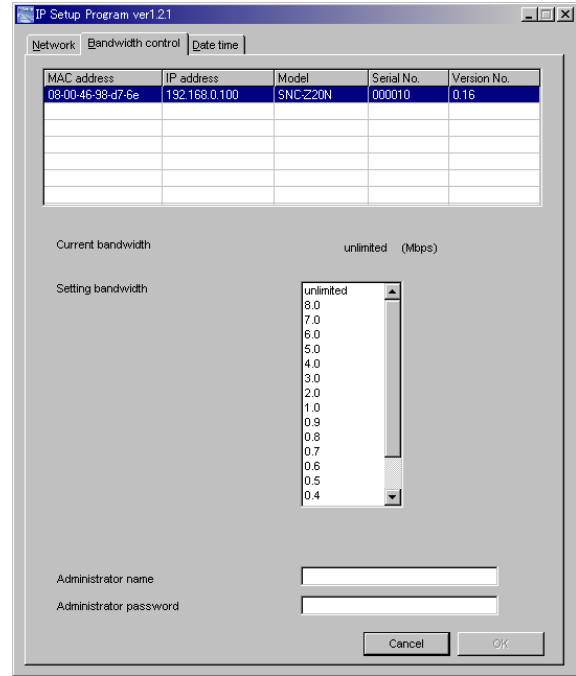 IP Setup Program ver1.2.1
Network Bandwidth control Date time
MAC address IP address Model Serial No. Version No.
08-00-46-98-d7-6e 192.168.0.100 SNC-Z20N 000010 0.16
Current bandwidth unlimited (Mbps)
Setting bandwidth unlimited
8.0
7.0
6.0
5.0
4.0
3.0
2.0
1.0
0.9
0.8
0.7
0.6
0.5
0.4
Administrator name
Administrator password
Cancel OK